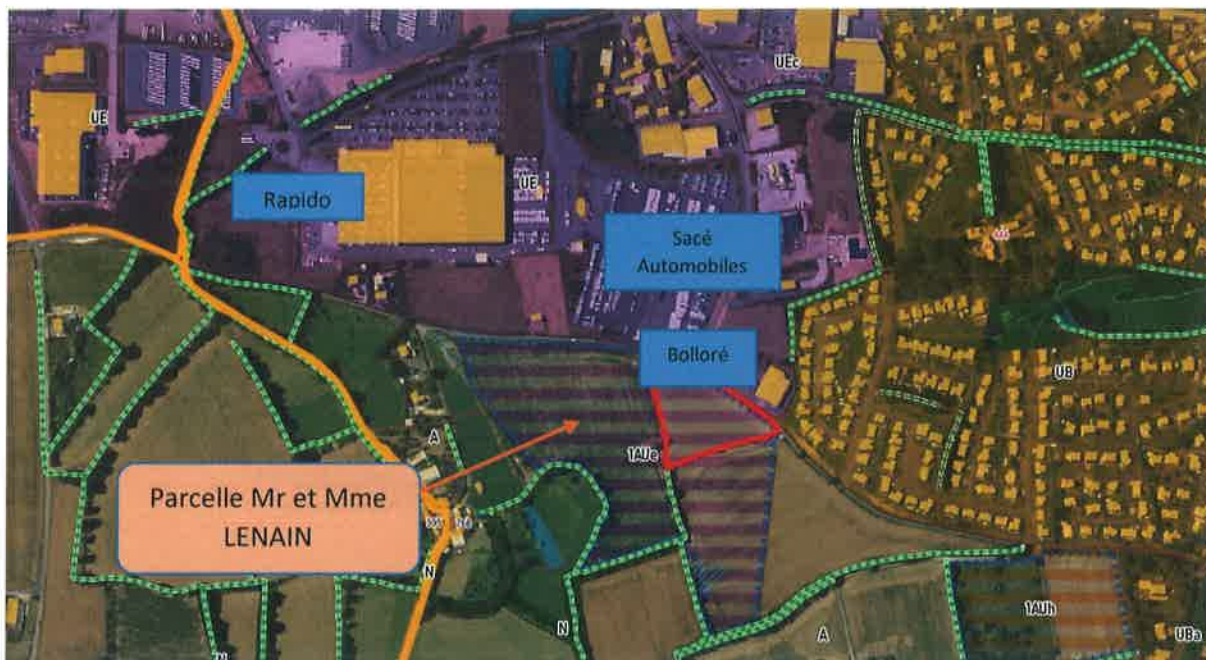 UE
UEc
Rapido
UE
Sacé
Automobiles
Bolloré
UB
A
1AUe
Parcelle Mr et Mme
LENAIN
N
N
A
1AUh
UBa
N